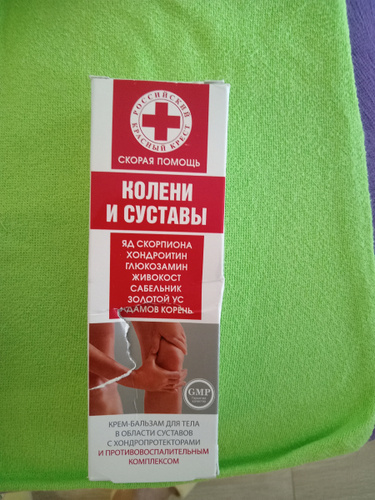 РОССИЙСКИЙ
КРАСНЫЙ КРЕСТ
СКОРАЯ ПОМОЩЬ
КОЛЕНИ
И СУСТАВЫ
ЯД СКОРПИОНА
ХОНДРОИТИН
ГЛЮКОЗАМИН
ЖИВОКОСТ
САБЕЛЬНИК
ЗОЛОТОЙ УС
АДАМОВ КОРЕНЬ
GMP
КРЕМ-БАЛЬЗАМ ДЛЯ ТЕЛА
В ОБЛАСТИ СУСТАВОВ
С ХОНДРОПРОТЕКТОРАМИ
И ПРОТИВОВОСПАЛИТЕЛЬНЫМ
КОМПЛЕКСОМ